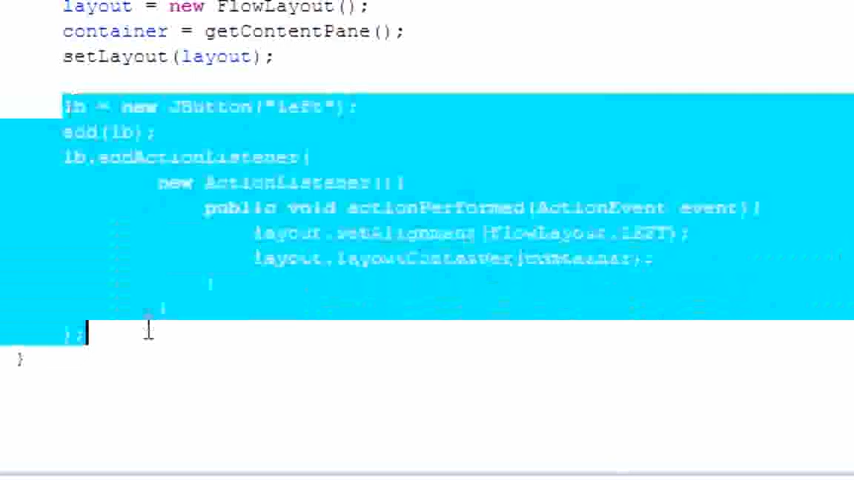 layout = new FlowLayout();
container = getContentPane();
setLayout(layout);
lb = new JButton("left");
add(lb);
lb.addActionListener(
new ActionListener(){
public void actionPerformed(ActionEvent event){
layout.setAlignment(FlowLayout.LEFT);
layout.layoutContainer(container);
}
}
);
}